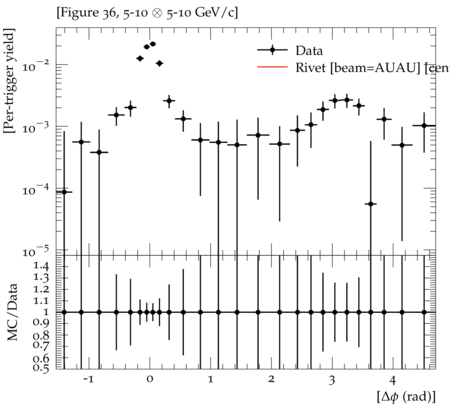 [Figure 36, 5-10 ⊗ 5-10 GeV/c]
[Per-trigger yield]
Data
Rivet [beam=AUAU] [cen
10⁻²
10⁻³
10⁻⁴
10⁻⁵
MC/Data
1.4
1.3
1.2
1.1
1
0.9
0.8
0.7
0.6
0.5
-1 0 1 2 3 4
[Δϕ (rad)]